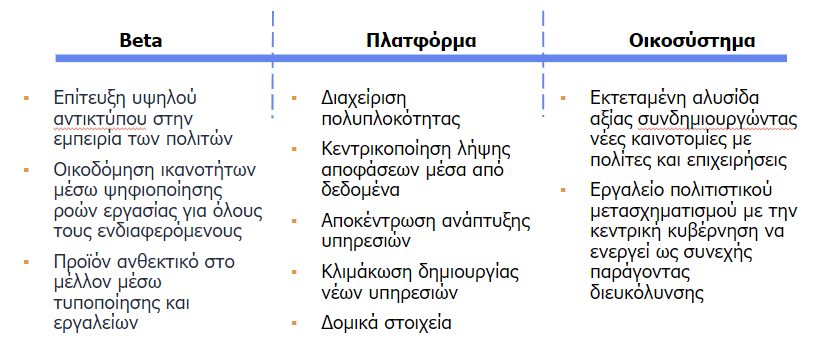 Beta
Επίτευξη υψηλού
αντικτύπου στην
εμπειρία των πολιτών
Οικοδόμηση ικανοτήτων
μέσω ψηφιοποίησης
ροών εργασίας για όλους
τους ενδιαφερόμενους
Προϊόν ανθεκτικό στο
μέλλον μέσω
τυποποίησης και
εργαλείων
Πλατφόρμα
Διαχείριση
πολυπλοκότητας
Κεντρικοποίηση λήψης
αποφάσεων μέσα από
δεδομένα
Αποκέντρωση ανάπτυξης
υπηρεσιών
Κλιμάκωση δημιουργίας
νέων υπηρεσιών
Δομικά στοιχεία
Οικοσύστημα
Εκτεταμένη αλυσίδα
αξίας συνδημιουργώντας
νέες καινοτομίες με
πολίτες και επιχειρήσεις
Εργαλείο πολιτιστικού
μετασχηματισμού με την
κεντρική κυβέρνηση να
ενεργεί ως συνεχής
παράγοντας
διευκόλυνσης